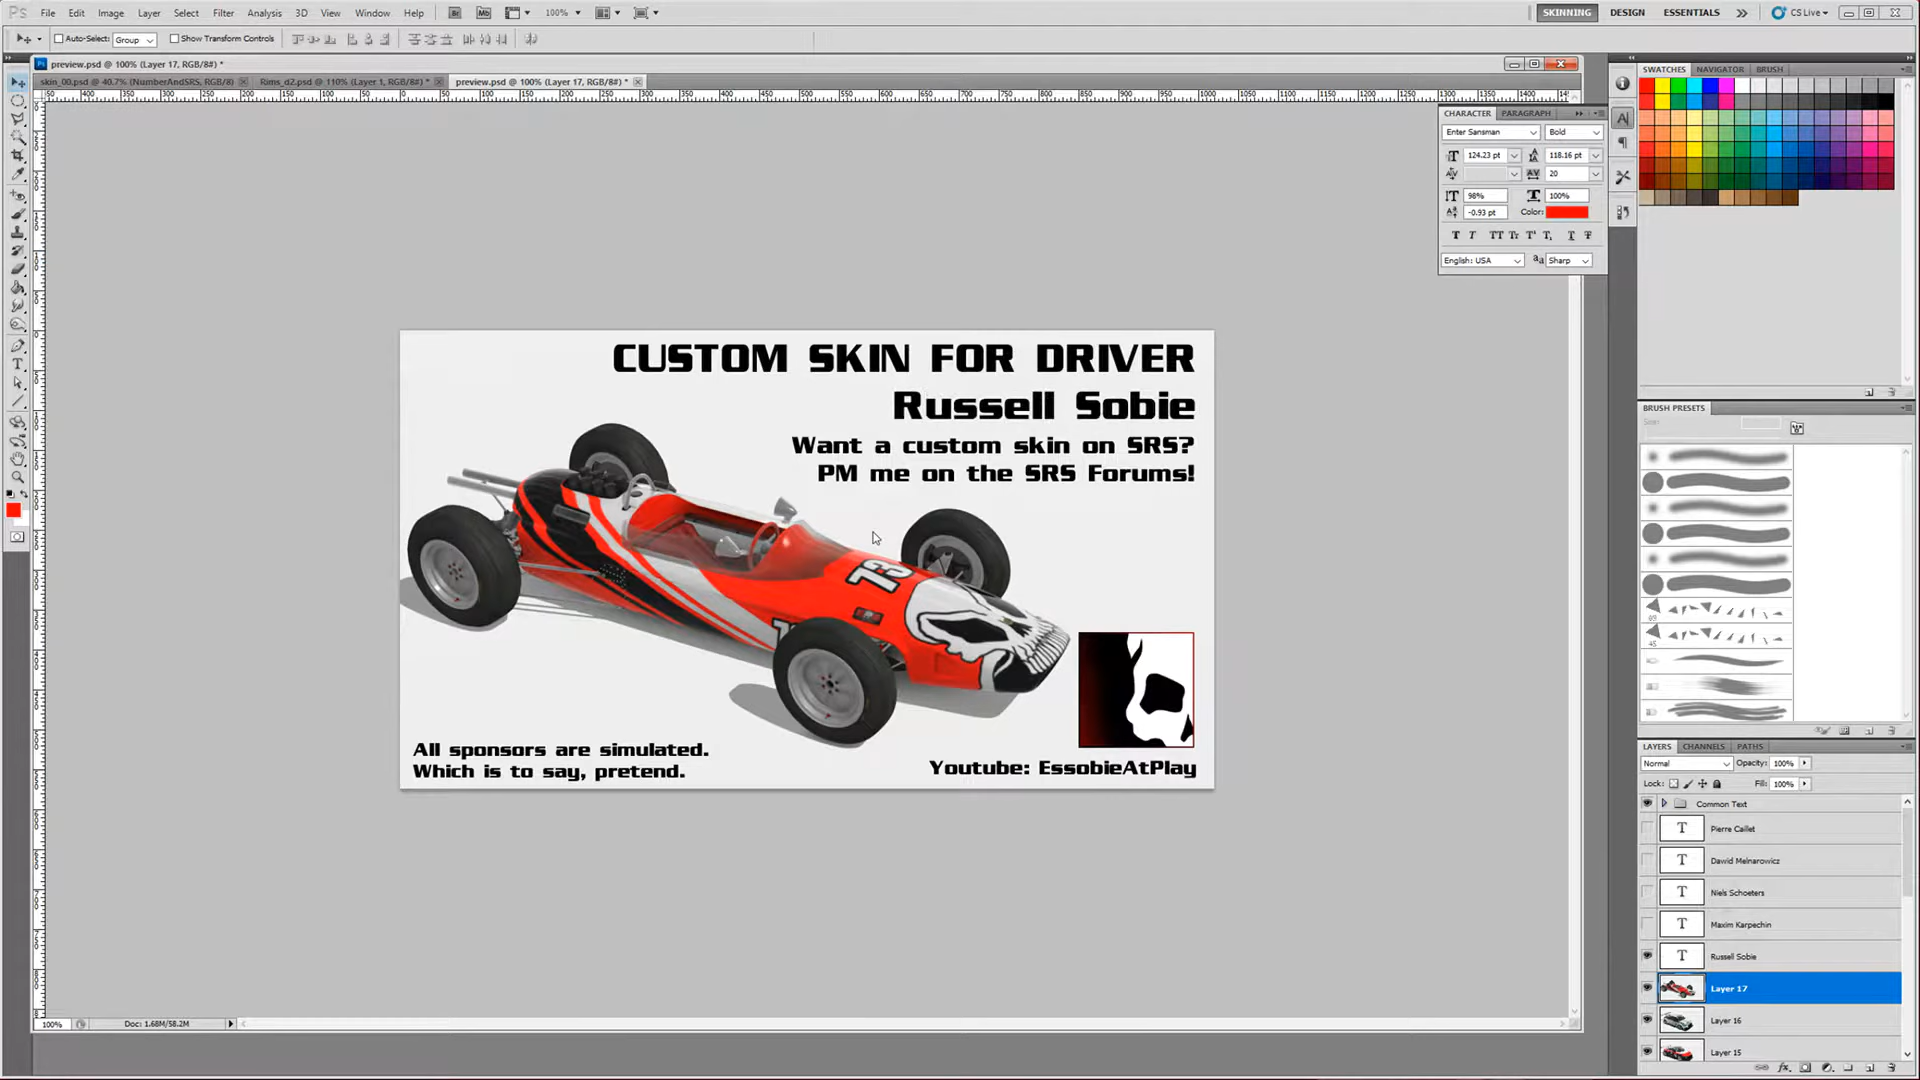 Ps File Edit Image Layer Select Filter Analysis 3D View Window Help Br Mb 100% SKINNING DESIGN ESSENTIALS CS Live
Auto-Select: Group Show Transform Controls
preview.psd @ 100% (Layer 17, RGB/8#) *
skin_00.psd @ 40.7% (NumberAndSRS, RGB/8) Rims_d2.psd @ 110% (Layer 1, RGB/8#) * preview.psd @ 100% (Layer 17, RGB/8#) *
SWATCHES NAVIGATOR BRUSH
CHARACTER PARAGRAPH
Enter Sansman Bold
124.23 pt 118.16 pt
20
98% 100%
-0.93 pt Color:
English: USA Sharp
CUSTOM SKIN FOR DRIVER
Russell Sobie
Want a custom skin on SRS?
PM me on the SRS Forums!
73
All sponsors are simulated.
Which is to say, pretend.
Youtube: EssobieAtPlay
BRUSH PRESETS
LAYERS CHANNELS PATHS
Normal Opacity: 100%
Lock: Fill: 100%
Common Text
Pierre Caillet
Dawid Melnarowicz
Niels Schoeters
Maxim Karpechin
Russell Sobie
Layer 17
Layer 16
Layer 15
100% Doc: 1.68M/58.2M